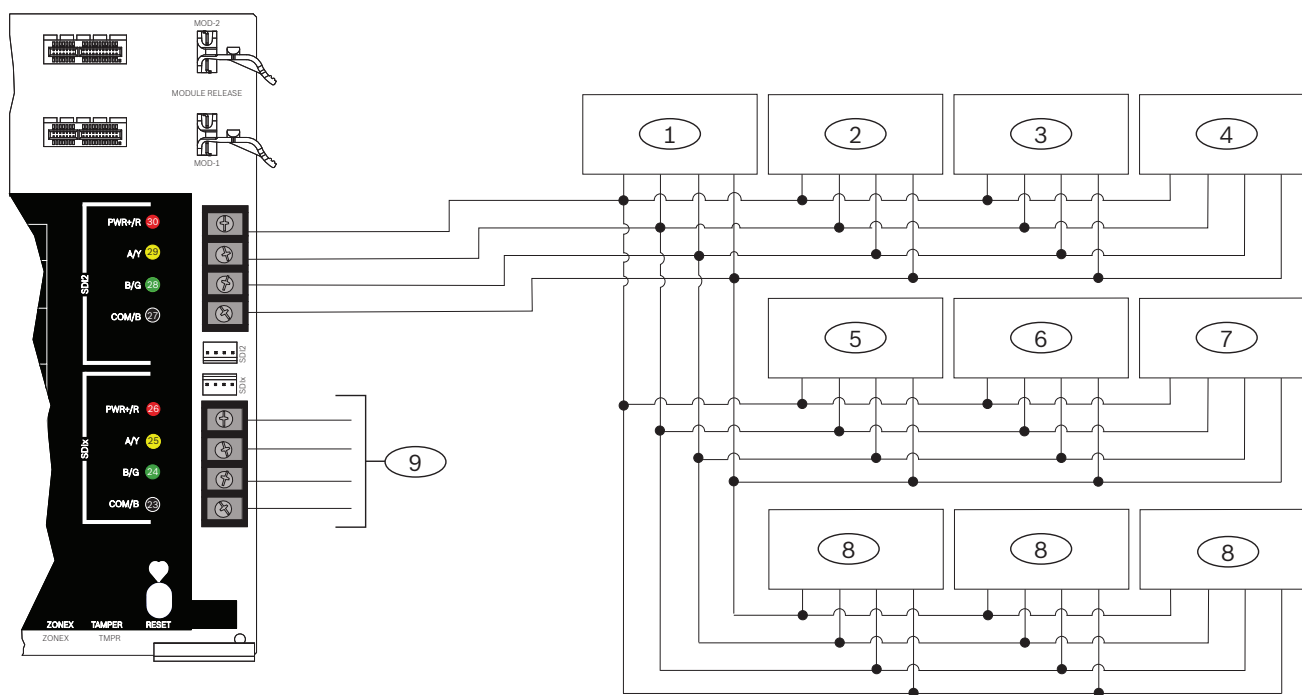 MOD-2
MODULE RELEASE
MOD-1
1
2
3
4
PWR+/R 30
A/Y 29
B/G 28
COM/B 27
SDI2
SDI2
5
6
7
SDIx
PWR+/R 26
A/Y 25
B/G 24
COM/B 23
SDIx
9
8
8
8
ZONEX TAMPER RESET
ZONEX TMPR